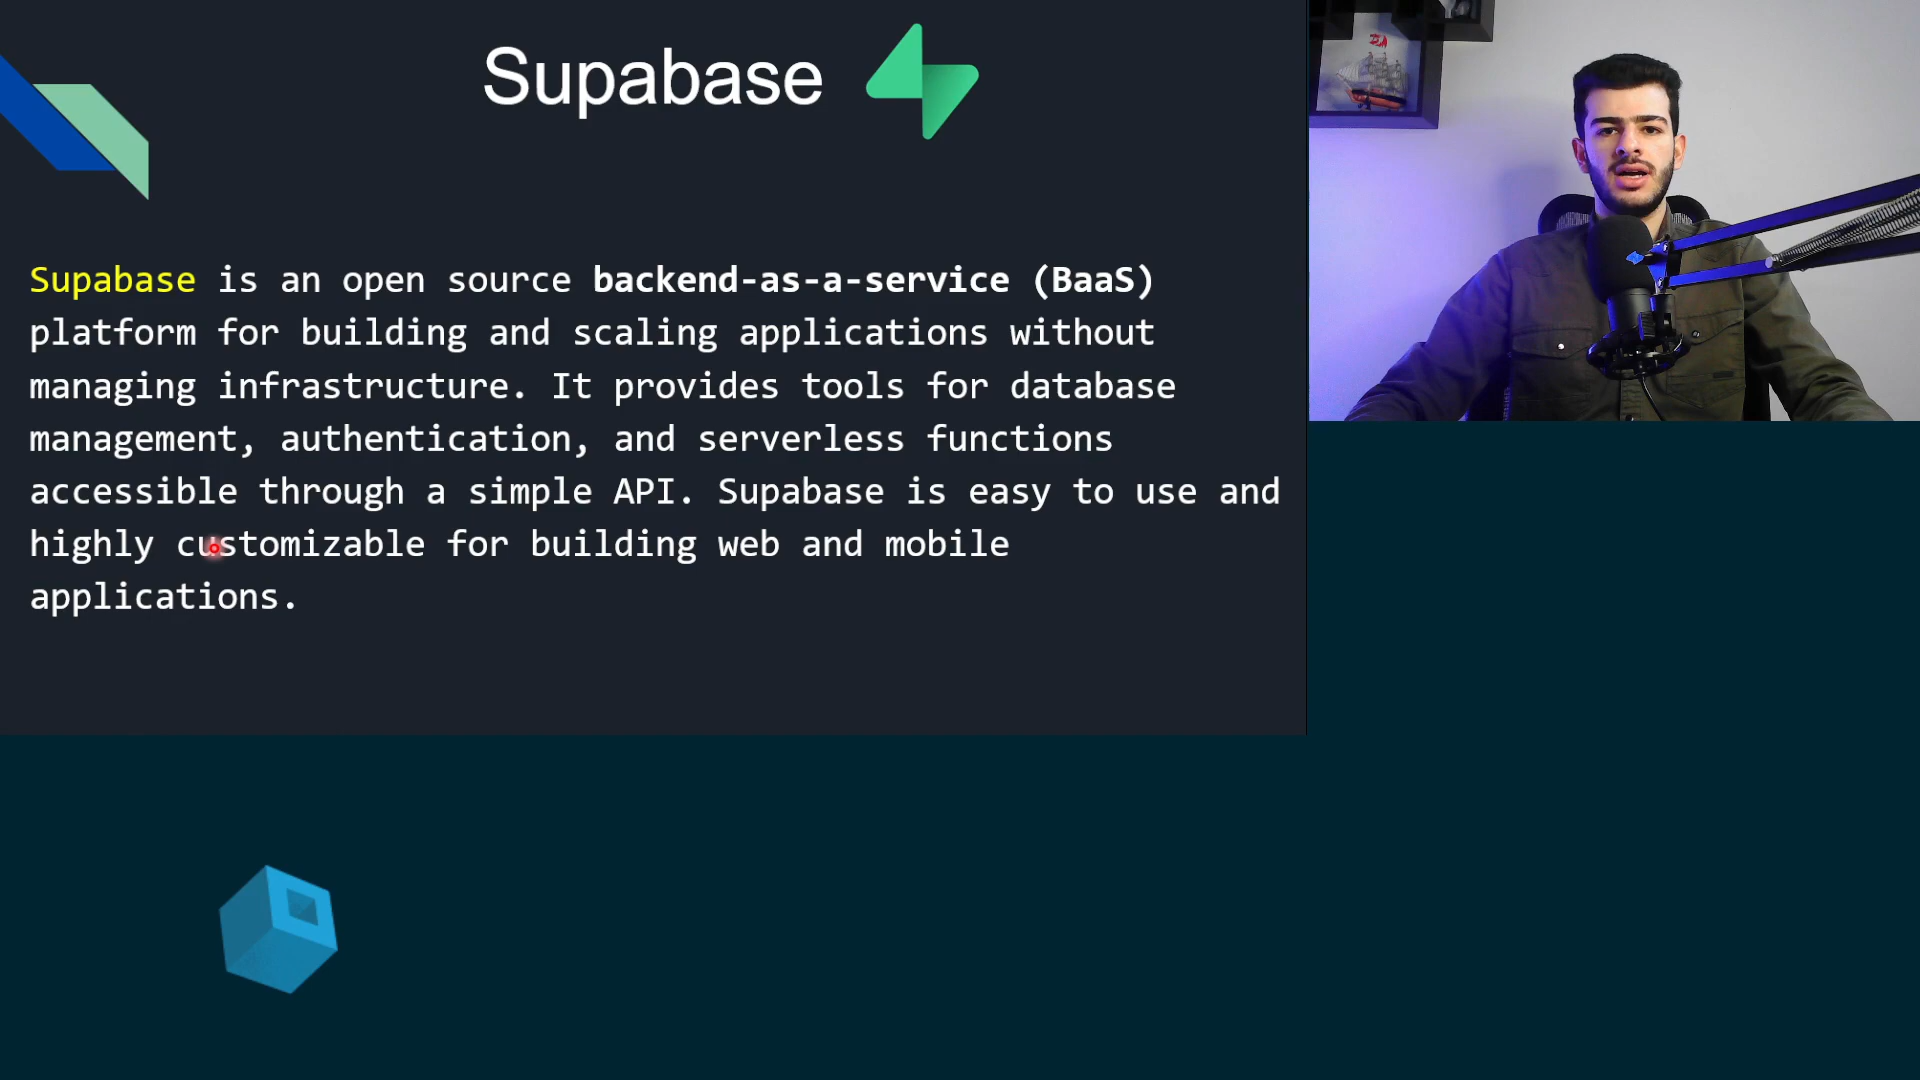 Supabase
Supabase is an open source backend-as-a-service (BaaS)
platform for building and scaling applications without
managing infrastructure. It provides tools for database
management, authentication, and serverless functions
accessible through a simple API. Supabase is easy to use and
highly customizable for building web and mobile
applications.